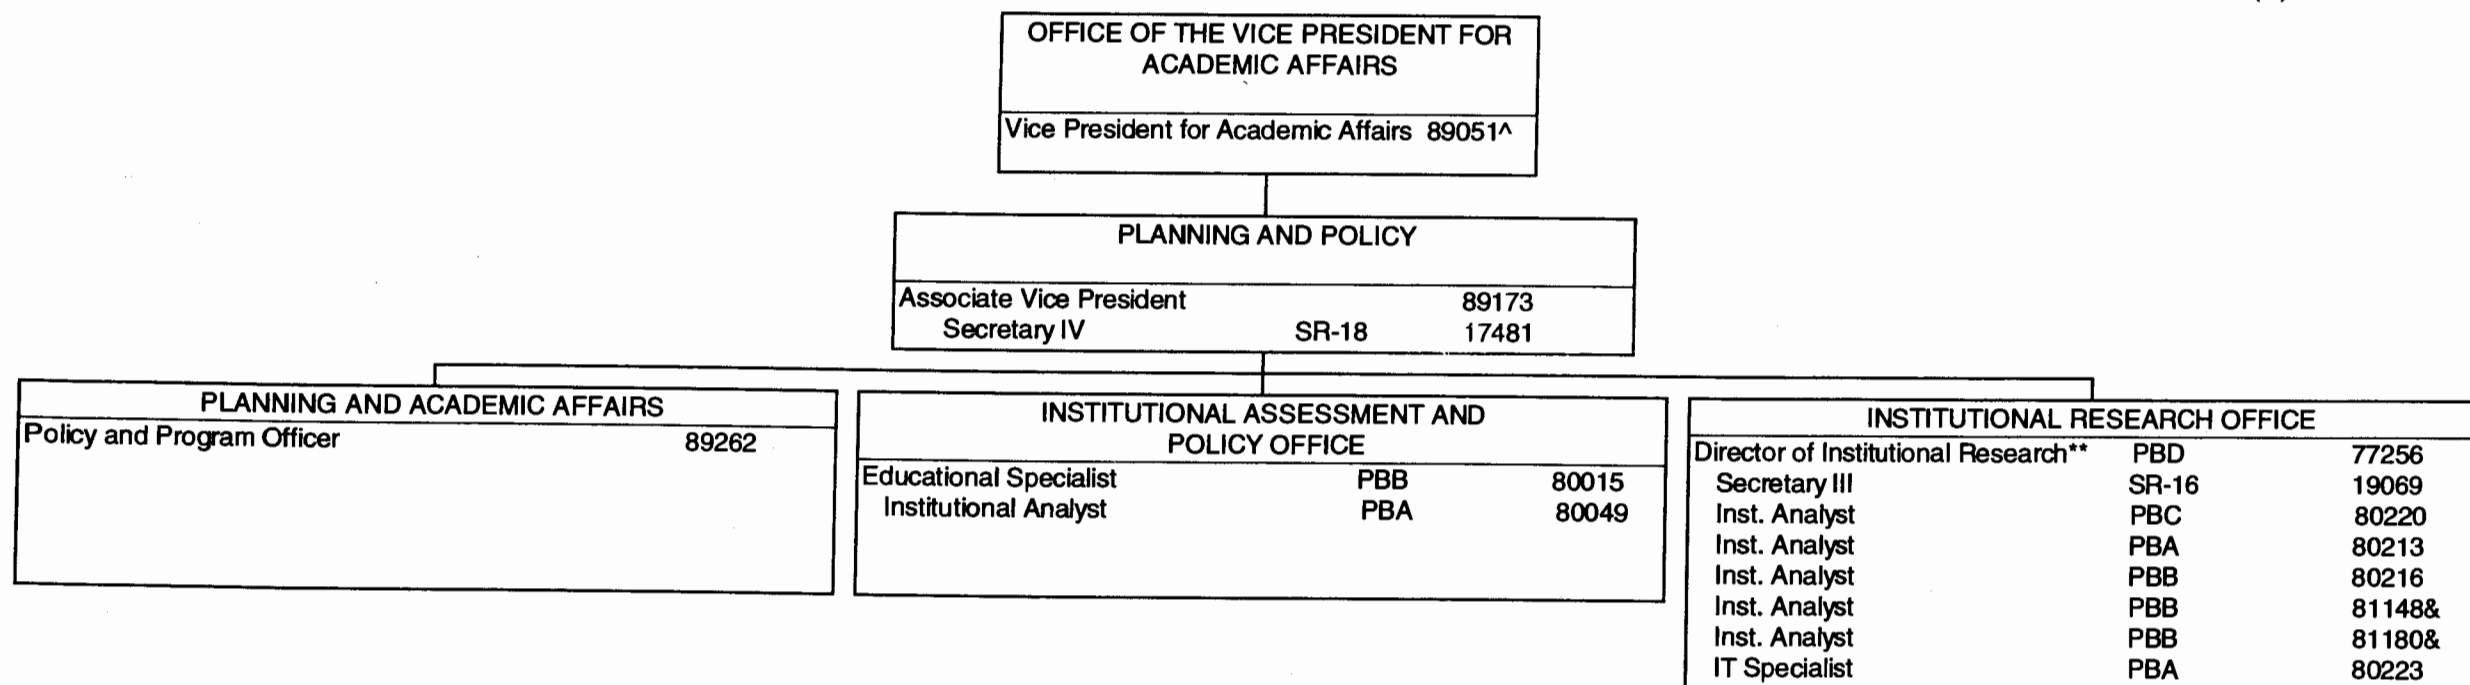 OFFICE OF THE VICE PRESIDENT FOR
ACADEMIC AFFAIRS
Vice President for Academic Affairs 89051^
PLANNING AND POLICY
Associate Vice President 89173
Secretary IV SR-18 17481
PLANNING AND ACADEMIC AFFAIRS
Policy and Program Officer 89262
INSTITUTIONAL ASSESSMENT AND
POLICY OFFICE
Educational Specialist PBB 80015
Institutional Analyst PBA 80049
INSTITUTIONAL RESEARCH OFFICE
Director of Institutional Research** PBD 77256
Secretary III SR-16 19069
Inst. Analyst PBC 80220
Inst. Analyst PBA 80213
Inst. Analyst PBB 80216
Inst. Analyst PBB 81148&
Inst. Analyst PBB 81180&
IT Specialist PBA 80223